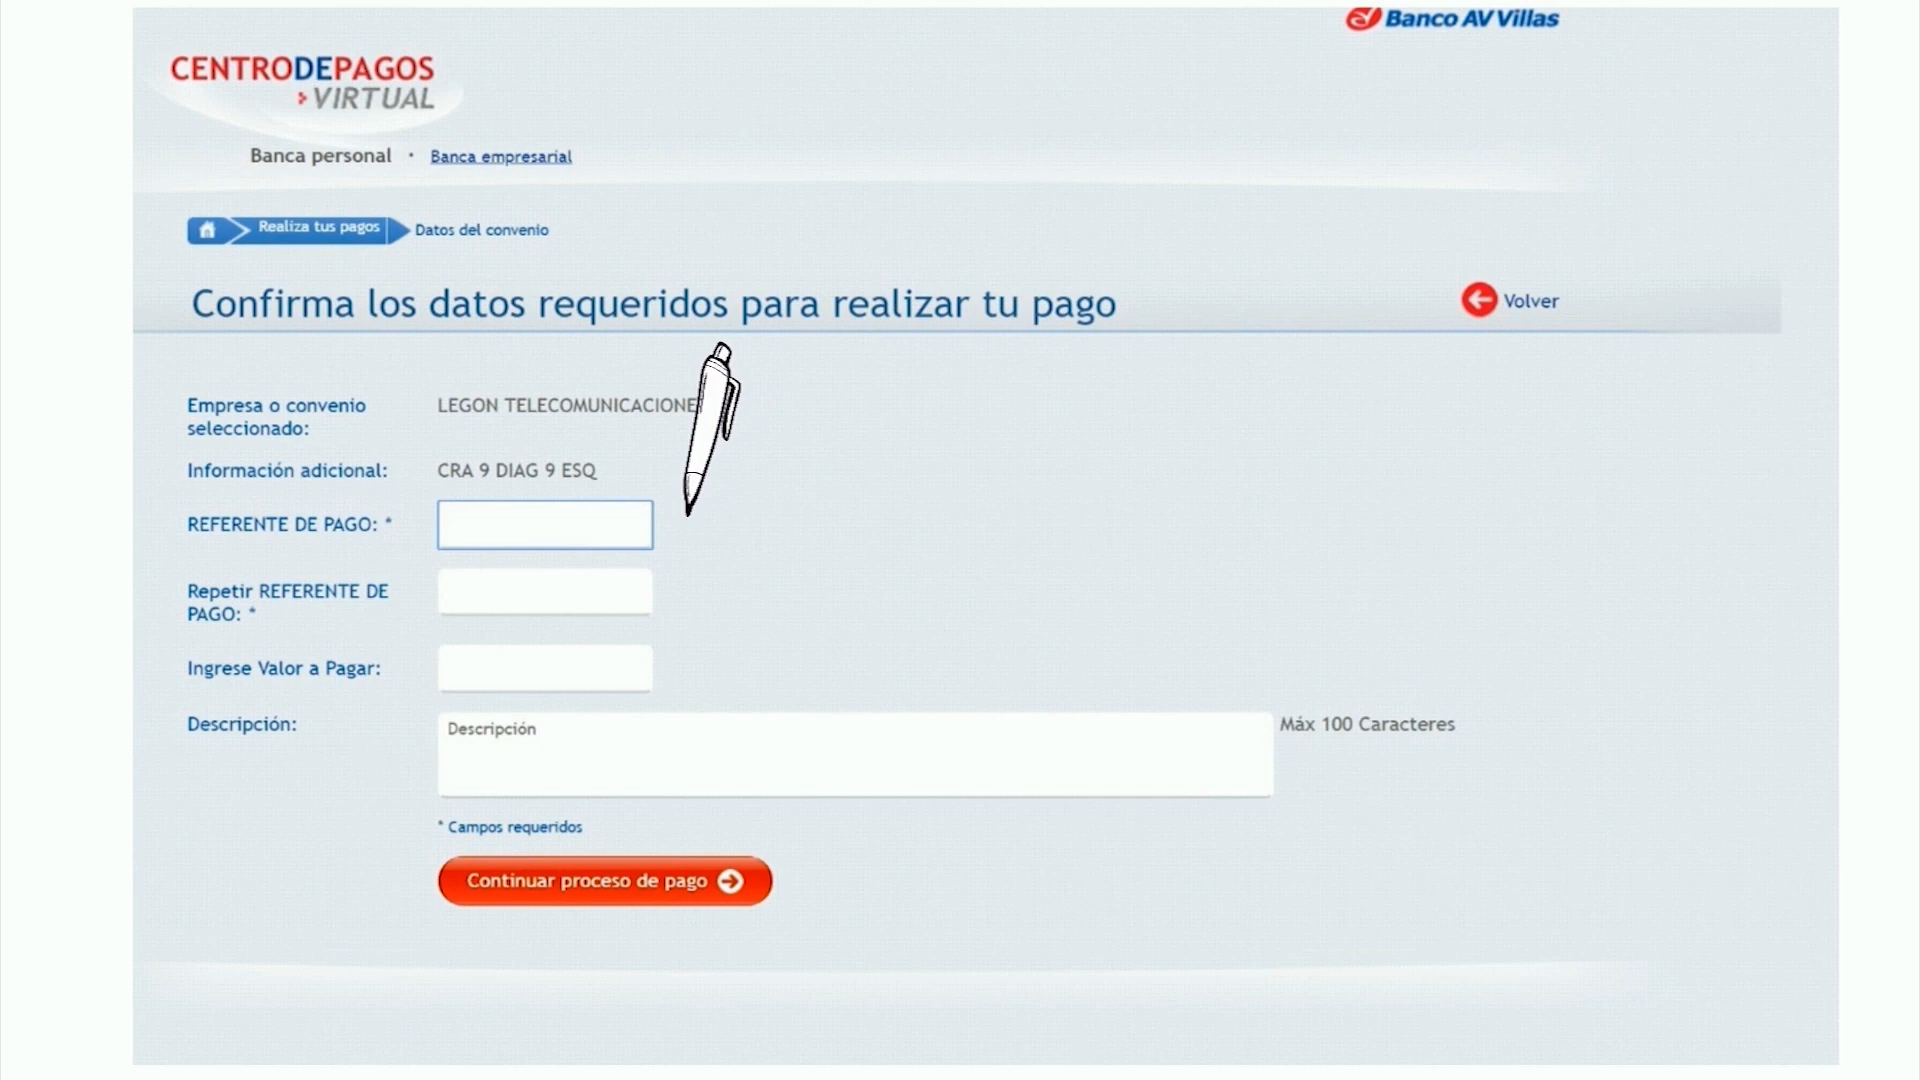 Banco AV Villas
CENTRODEPAGOS
VIRTUAL
Banca personal · Banca empresarial
Realiza tus pagos Datos del convenio
Confirma los datos requeridos para realizar tu pago
Volver
Empresa o convenio
seleccionado:
LEGON TELECOMUNICACIONE
Información adicional: CRA 9 DIAG 9 ESQ
REFERENTE DE PAGO: *
Repetir REFERENTE DE
PAGO: *
Ingrese Valor a Pagar:
Descripción:
Descripción
Máx 100 Caracteres
* Campos requeridos
Continuar proceso de pago